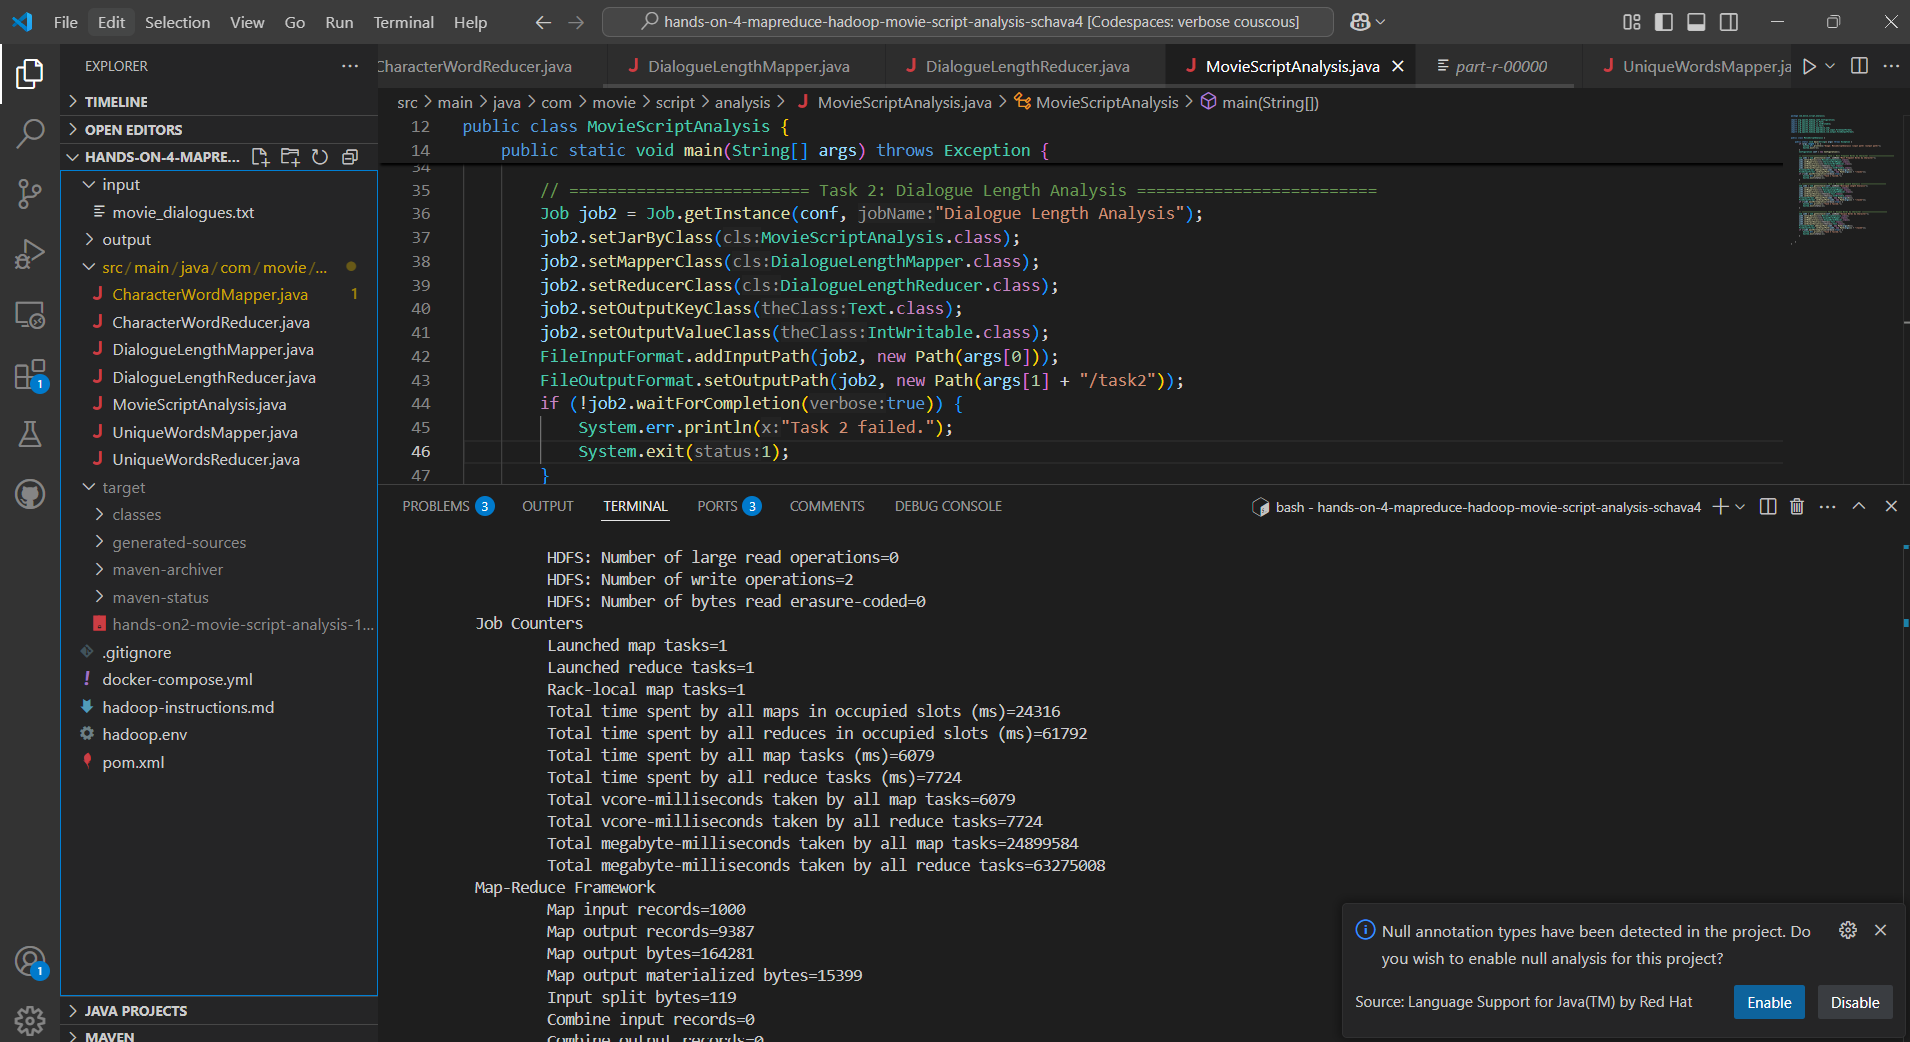 File Edit Selection View Go Run Terminal Help
hands-on-4-mapreduce-hadoop-movie-script-analysis-schava4 [Codespaces: verbose couscous]
EXPLORER
TIMELINE
OPEN EDITORS
HANDS-ON-4-MAPRE...
input
movie_dialogues.txt
output
src/main/java/com/movie/...
CharacterWordMapper.java 1
CharacterWordReducer.java
DialogueLengthMapper.java
DialogueLengthReducer.java
MovieScriptAnalysis.java
UniqueWordsMapper.java
UniqueWordsReducer.java
target
classes
generated-sources
maven-archiver
maven-status
hands-on2-movie-script-analysis-1...
.gitignore
docker-compose.yml
hadoop-instructions.md
hadoop.env
pom.xml
JAVA PROJECTS
MAVEN
1
1
CharacterWordReducer.java DialogueLengthMapper.java DialogueLengthReducer.java MovieScriptAnalysis.java part-r-00000 UniqueWordsMapper.ja
src > main > java > com > movie > script > analysis > MovieScriptAnalysis.java > MovieScriptAnalysis > main(String[])
12 public class MovieScriptAnalysis {
14 public static void main(String[] args) throws Exception {
34
35 // ========================= Task 2: Dialogue Length Analysis =========================
36 Job job2 = Job.getInstance(conf, jobName:"Dialogue Length Analysis");
37 job2.setJarByClass(cls:MovieScriptAnalysis.class);
38 job2.setMapperClass(cls:DialogueLengthMapper.class);
39 job2.setReducerClass(cls:DialogueLengthReducer.class);
40 job2.setOutputKeyClass(theClass:Text.class);
41 job2.setOutputValueClass(theClass:IntWritable.class);
42 FileInputFormat.addInputPath(job2, new Path(args[0]));
43 FileOutputFormat.setOutputPath(job2, new Path(args[1] + "/task2"));
44 if (!job2.waitForCompletion(verbose:true)) {
45 System.err.println(x:"Task 2 failed.");
46 System.exit(status:1);
47 }
PROBLEMS 3 OUTPUT TERMINAL PORTS 3 COMMENTS DEBUG CONSOLE
bash - hands-on-4-mapreduce-hadoop-movie-script-analysis-schava4
HDFS: Number of large read operations=0
HDFS: Number of write operations=2
HDFS: Number of bytes read erasure-coded=0
Job Counters
Launched map tasks=1
Launched reduce tasks=1
Rack-local map tasks=1
Total time spent by all maps in occupied slots (ms)=24316
Total time spent by all reduces in occupied slots (ms)=61792
Total time spent by all map tasks (ms)=6079
Total time spent by all reduce tasks (ms)=7724
Total vcore-milliseconds taken by all map tasks=6079
Total vcore-milliseconds taken by all reduce tasks=7724
Total megabyte-milliseconds taken by all map tasks=24899584
Total megabyte-milliseconds taken by all reduce tasks=63275008
Map-Reduce Framework
Map input records=1000
Map output records=9387
Map output bytes=164281
Map output materialized bytes=15399
Input split bytes=119
Combine input records=0
Combine output records=0
Null annotation types have been detected in the project. Do
you wish to enable null analysis for this project?
Source: Language Support for Java(TM) by Red Hat
Enable Disable